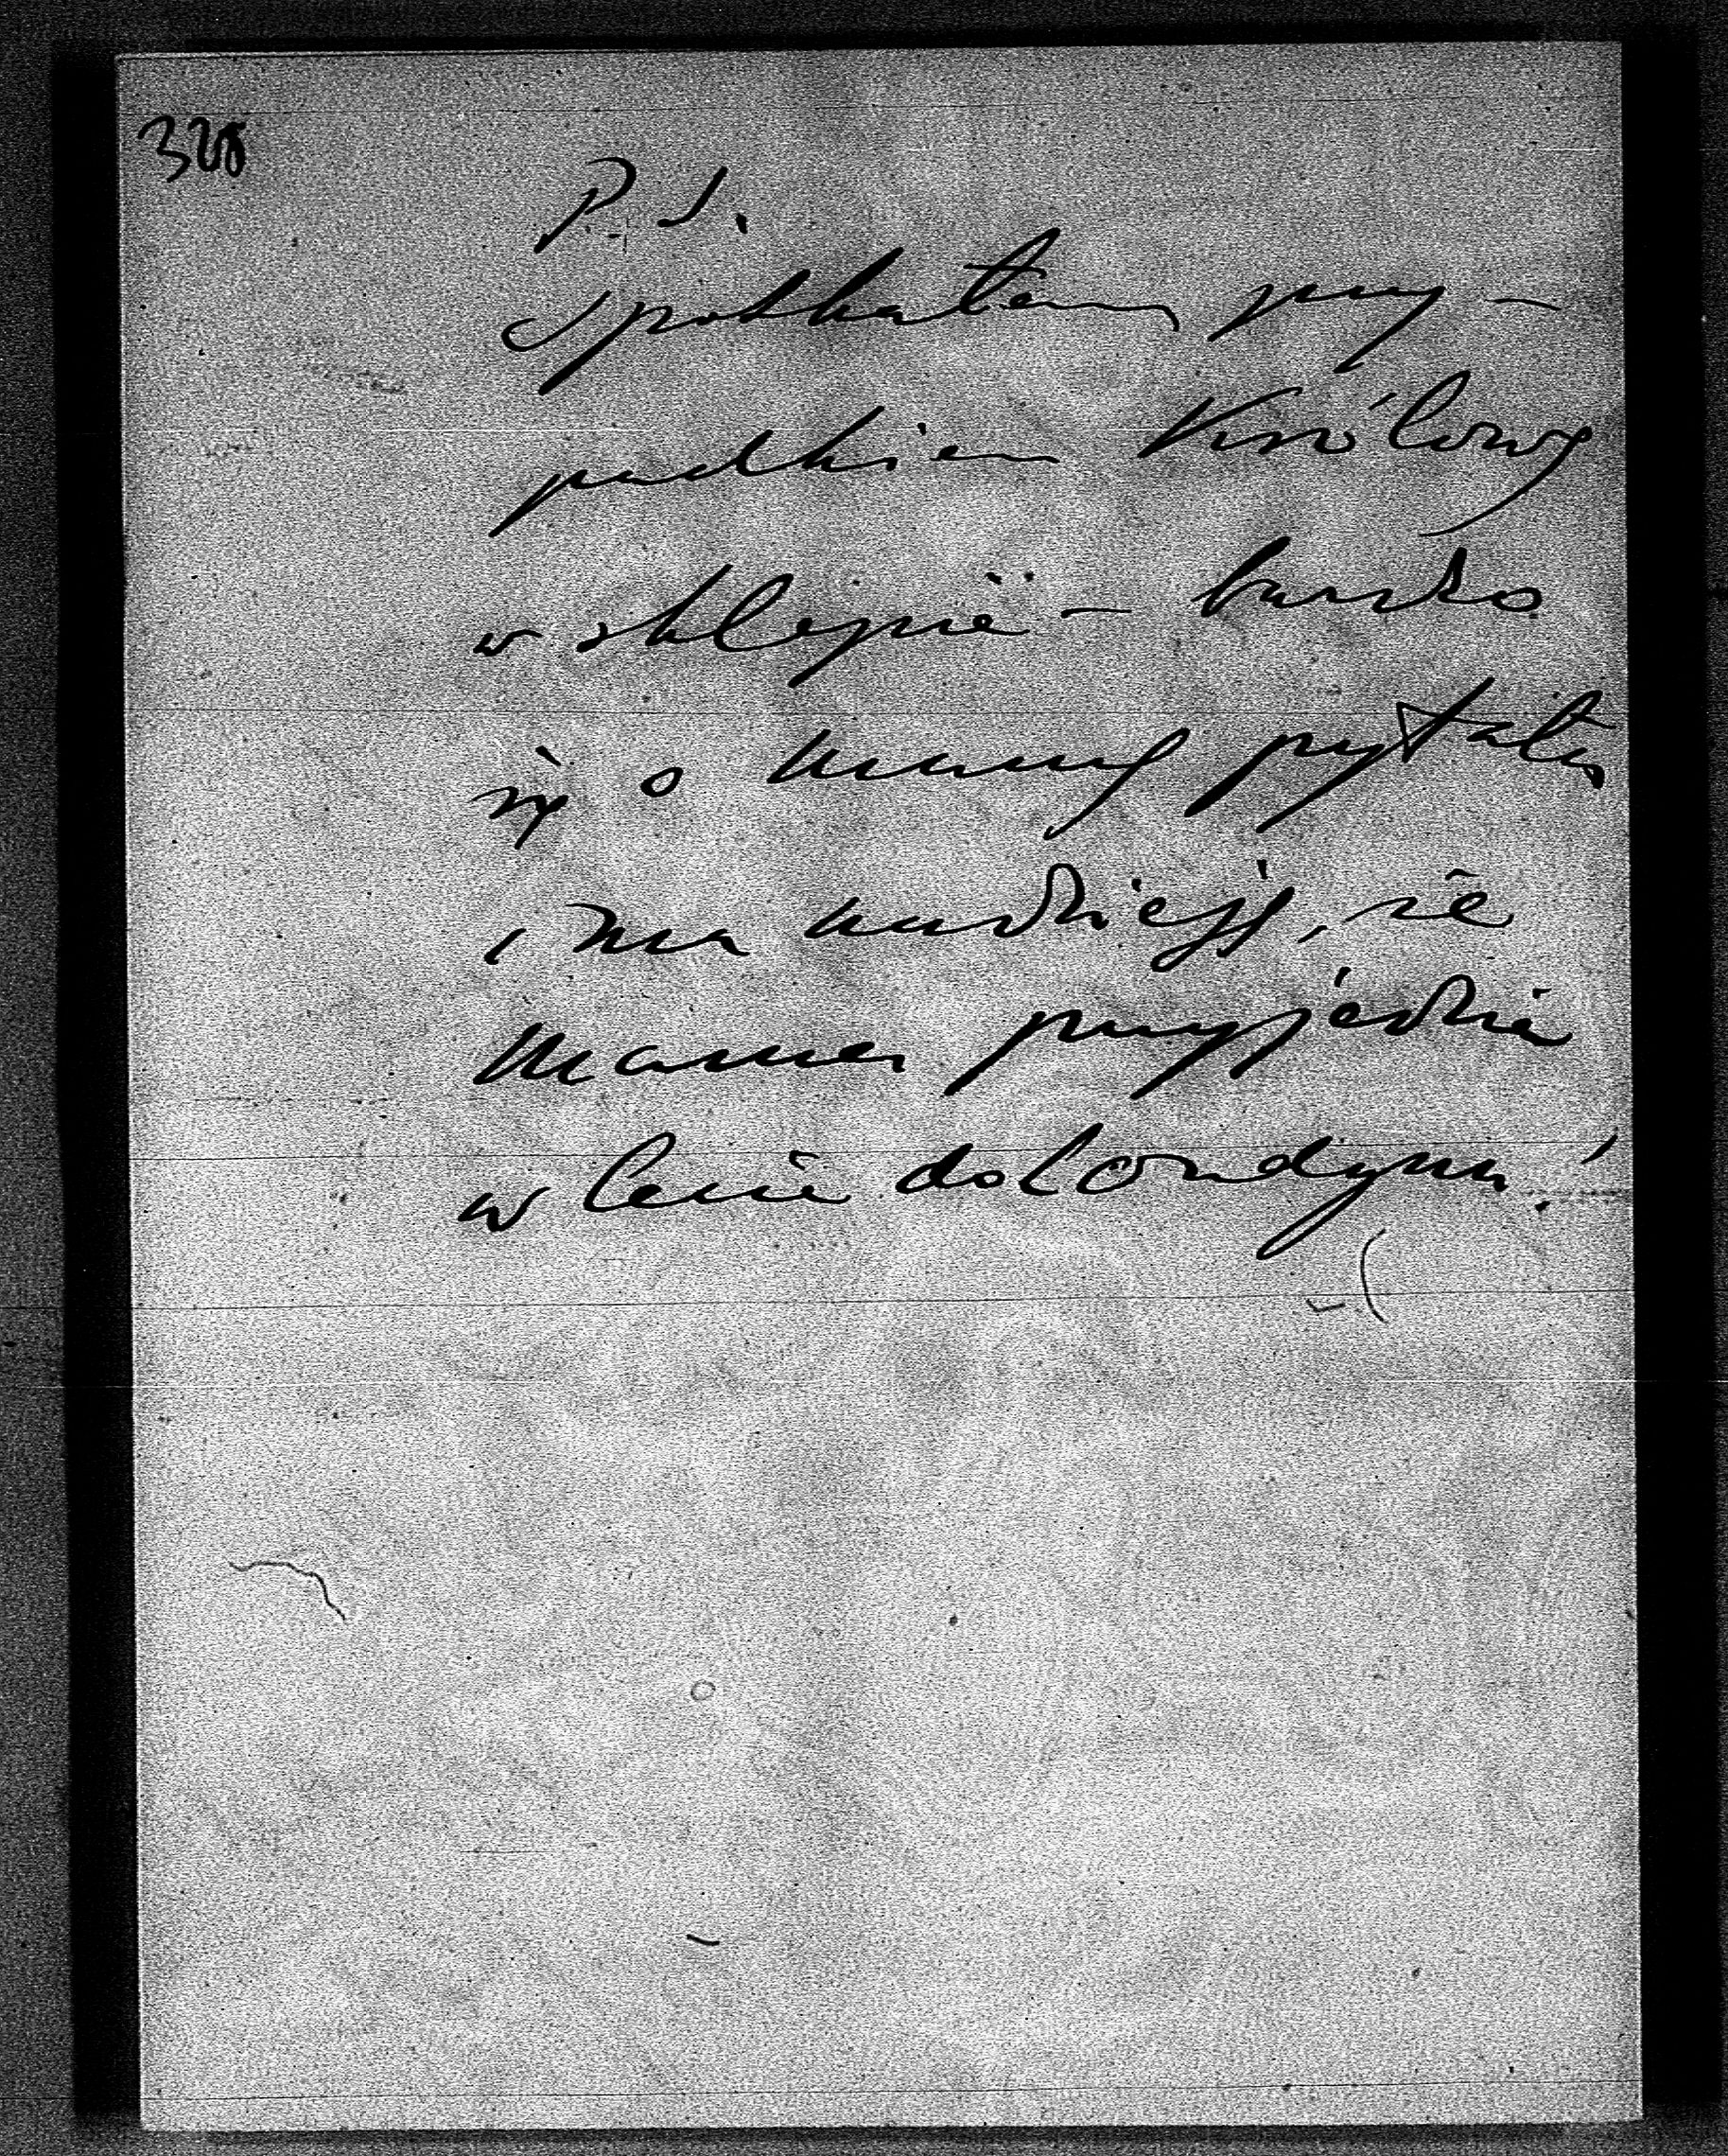 328
P.S.
Spotkałem przy-
padkiem Królowę
w sklepie - bardzo
się o mamę pytała
i ma nadzieję, że
Mama przyjedzie
w lecie do Londynu!